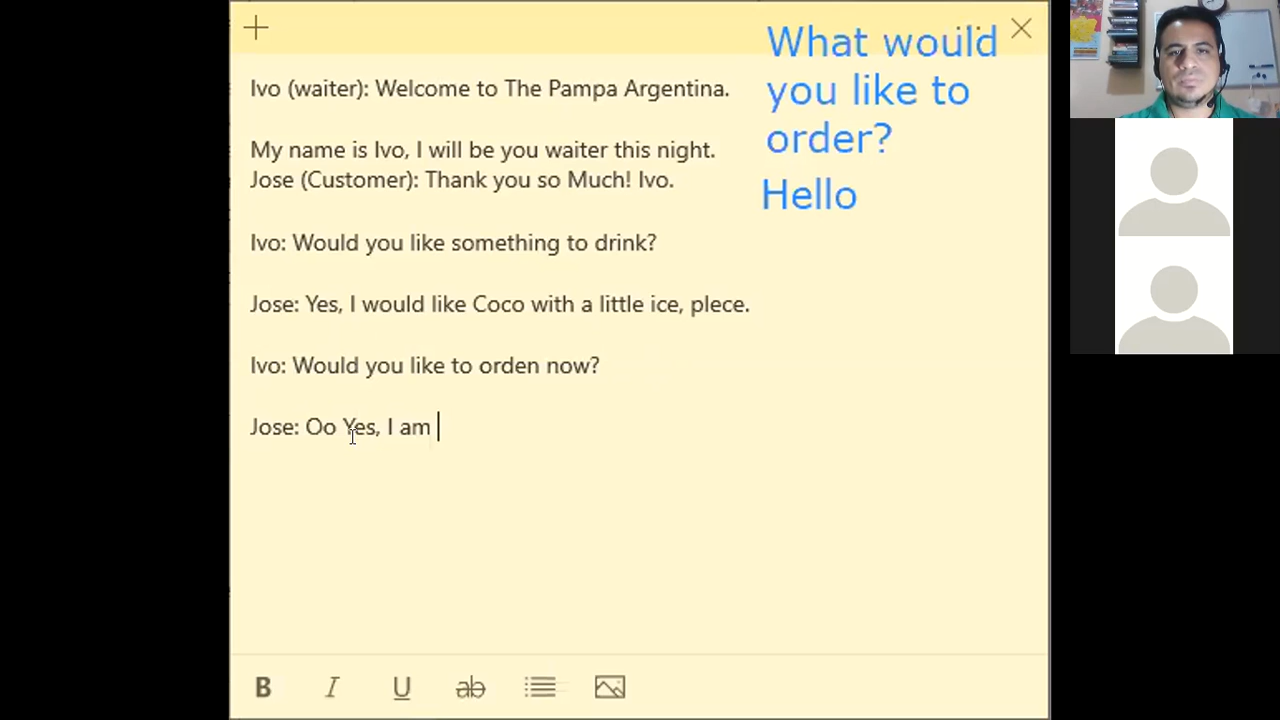 Ivo (waiter): Welcome to The Pampa Argentina.
My name is Ivo, I will be you waiter this night.
Jose (Customer): Thank you so Much! Ivo.
Ivo: Would you like something to drink?
Jose: Yes, I would like Coco with a little ice, plece.
Ivo: Would you like to orden now?
Jose: Oo Yes, I am
What would
you like to
order?
Hello
B I U ab